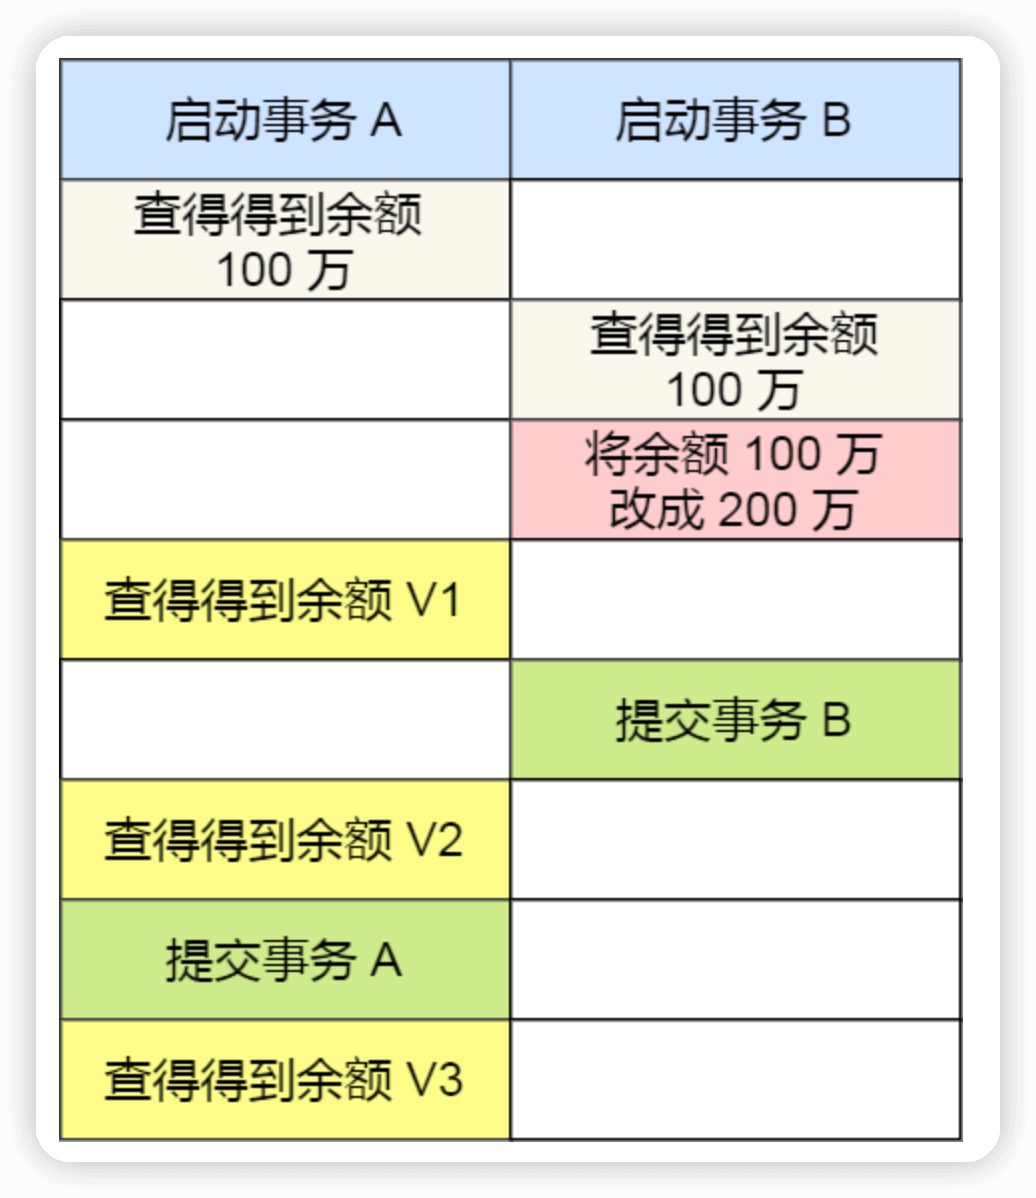 启动事务 A
启动事务 B
查得得到余额
100 万
查得得到余额
100 万
将余额 100 万
改成 200 万
查得得到余额 V1
提交事务 B
查得得到余额 V2
提交事务 A
查得得到余额 V3